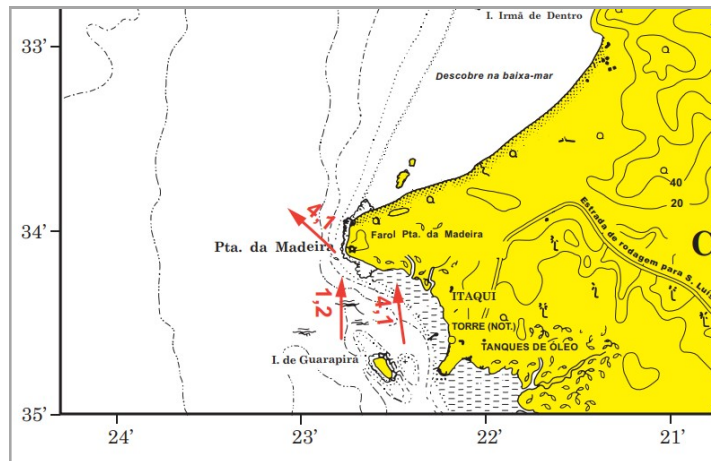 I. Irmã de Dentro
33'
Descobre na baixa-mar
40
20
34'
4,1
Farol Pta. da Madeira
Pta. da Madeira
Estrada de rodagem para S. Luis
C
1,2
4,1
ITAQUI
TORRE (NOT.)
TANQUES DE ÓLEO
I. de Guarapirá
35'
24'
23'
22'
21'